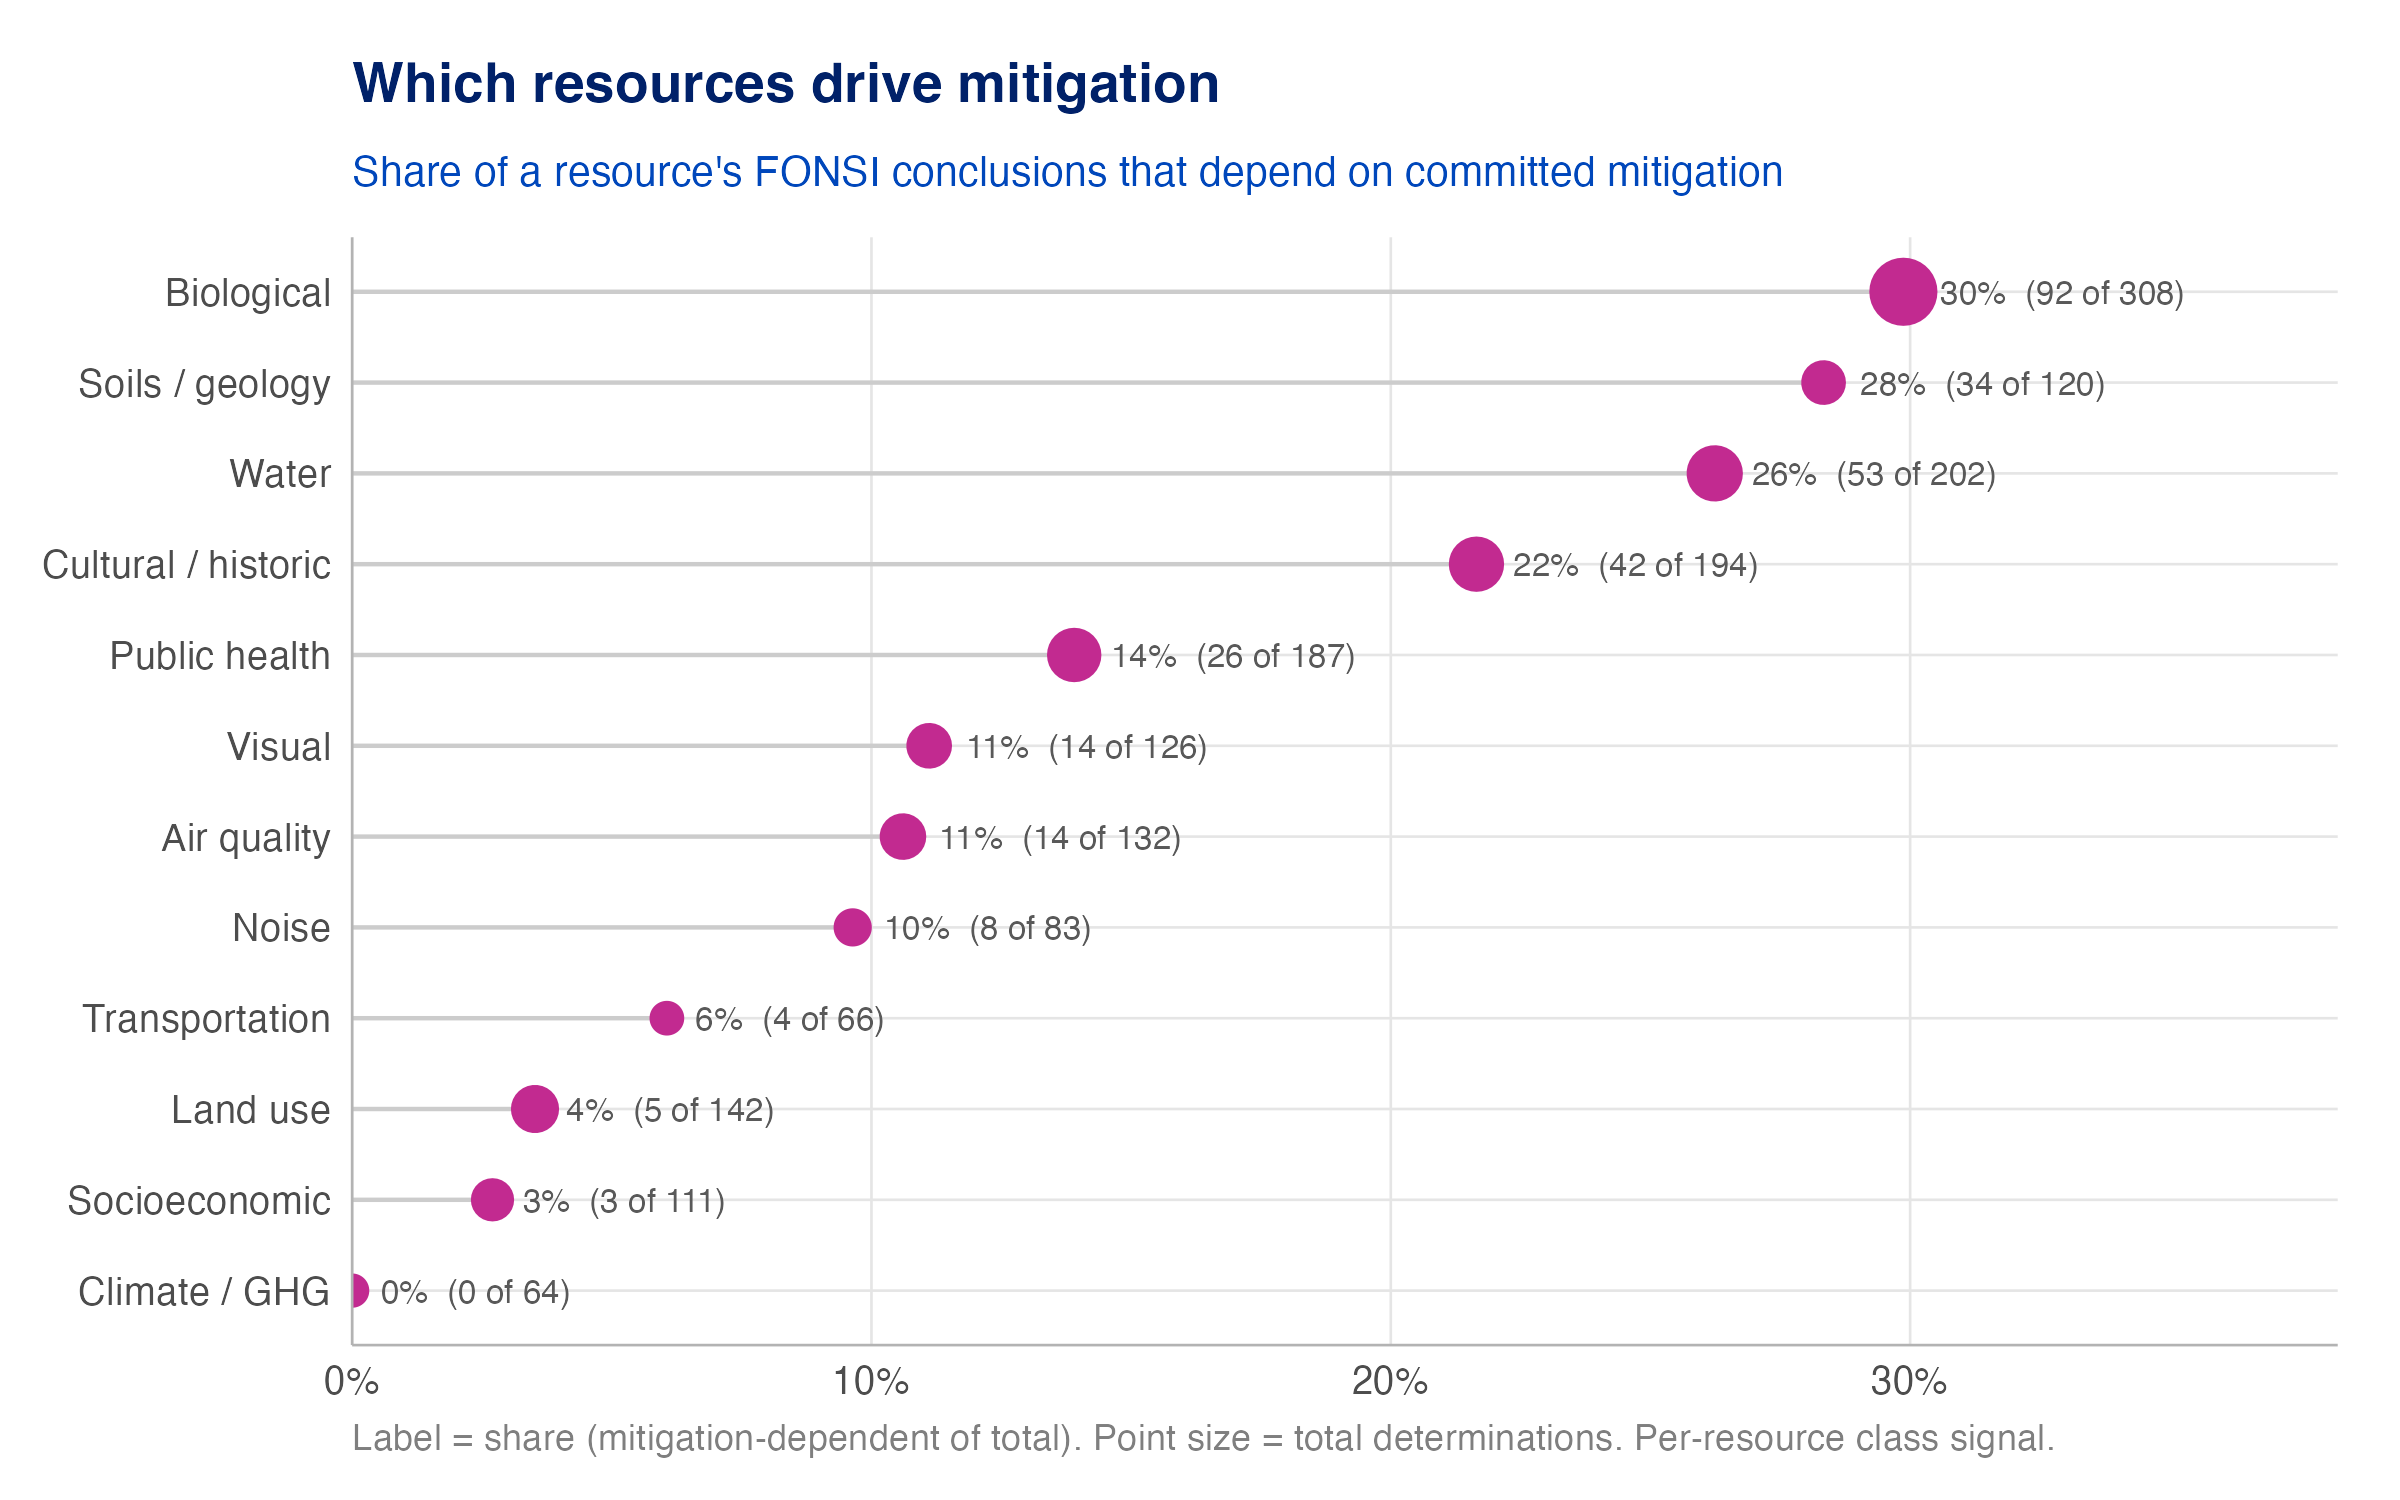 Which resources drive mitigation
Share of a resource's FONSI conclusions that depend on committed mitigation
Biological 30% (92 of 308)
Soils / geology 28% (34 of 120)
Water 26% (53 of 202)
Cultural / historic 22% (42 of 194)
Public health 14% (26 of 187)
Visual 11% (14 of 126)
Air quality 11% (14 of 132)
Noise 10% (8 of 83)
Transportation 6% (4 of 66)
Land use 4% (5 of 142)
Socioeconomic 3% (3 of 111)
Climate / GHG 0% (0 of 64)
0% 10% 20% 30%
Label = share (mitigation-dependent of total). Point size = total determinations. Per-resource class signal.